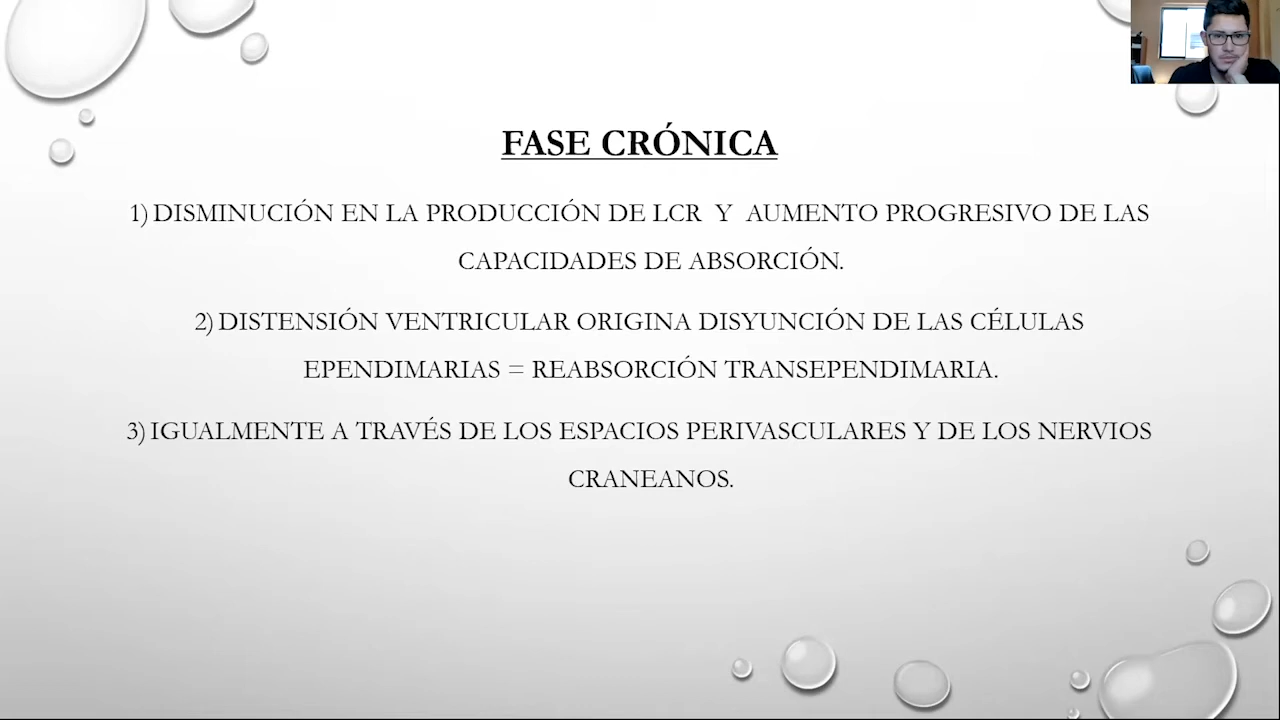 FASE CRÓNICA
1) DISMINUCIÓN EN LA PRODUCCIÓN DE LCR Y AUMENTO PROGRESIVO DE LAS
CAPACIDADES DE ABSORCIÓN.
2) DISTENSIÓN VENTRICULAR ORIGINA DISYUNCIÓN DE LAS CÉLULAS
EPENDIMARIAS = REABSORCIÓN TRANSEPENDIMARIA.
3) IGUALMENTE A TRAVÉS DE LOS ESPACIOS PERIVASCULARES Y DE LOS NERVIOS
CRANEANOS.